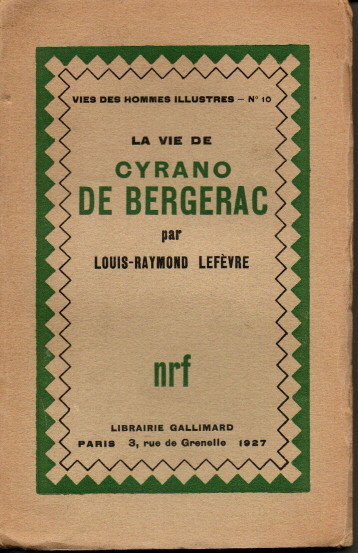 VIES DES HOMMES ILLUSTRES – N° 10
LA VIE DE
CYRANO
DE BERGERAC
par
LOUIS-RAYMOND LEFÈVRE
nrf
LIBRAIRIE GALLIMARD
PARIS 3, rue de Grenelle 1927